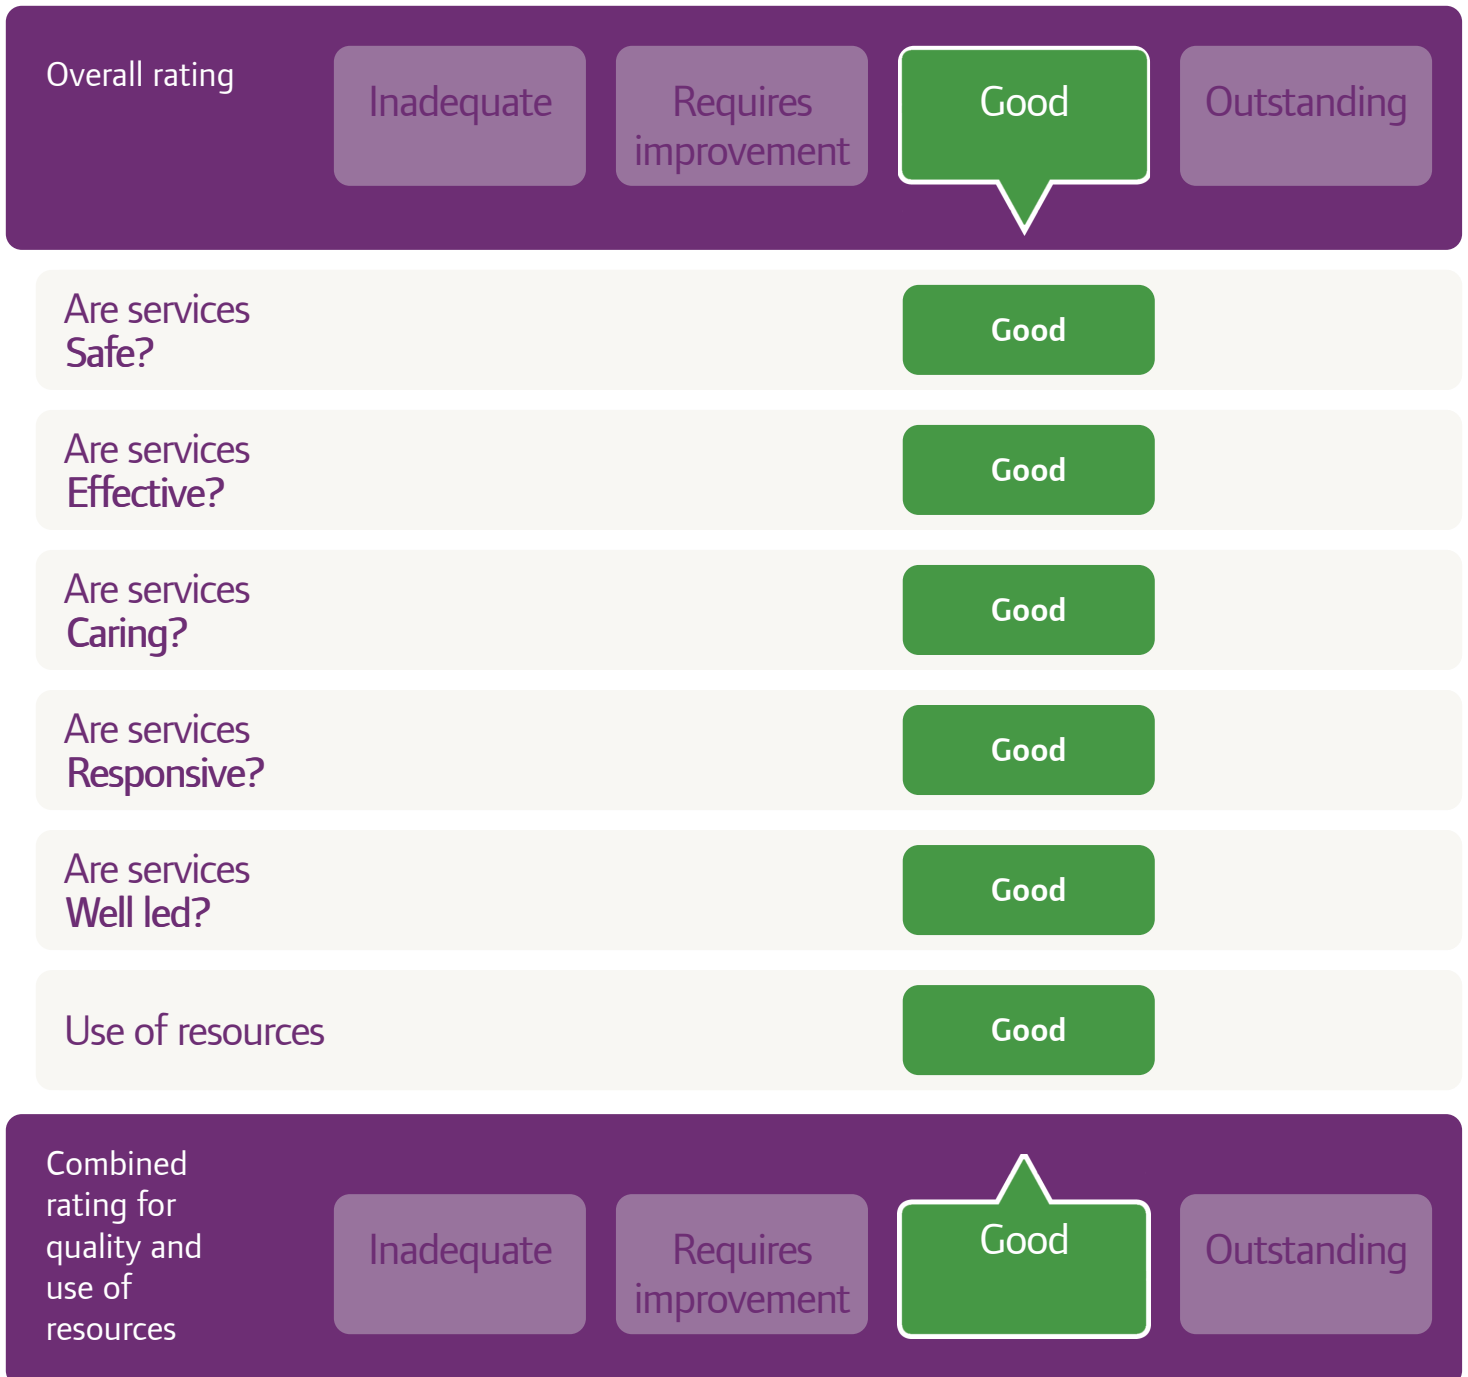 Overall rating
Inadequate
Requires
improvement
Good
Outstanding
Are services
Safe?
Good
Are services
Effective?
Good
Are services
Caring?
Good
Are services
Responsive?
Good
Are services
Well led?
Good
Use of resources
Good
Combined
rating for
quality and
use of
resources
Inadequate
Requires
improvement
Good
Outstanding